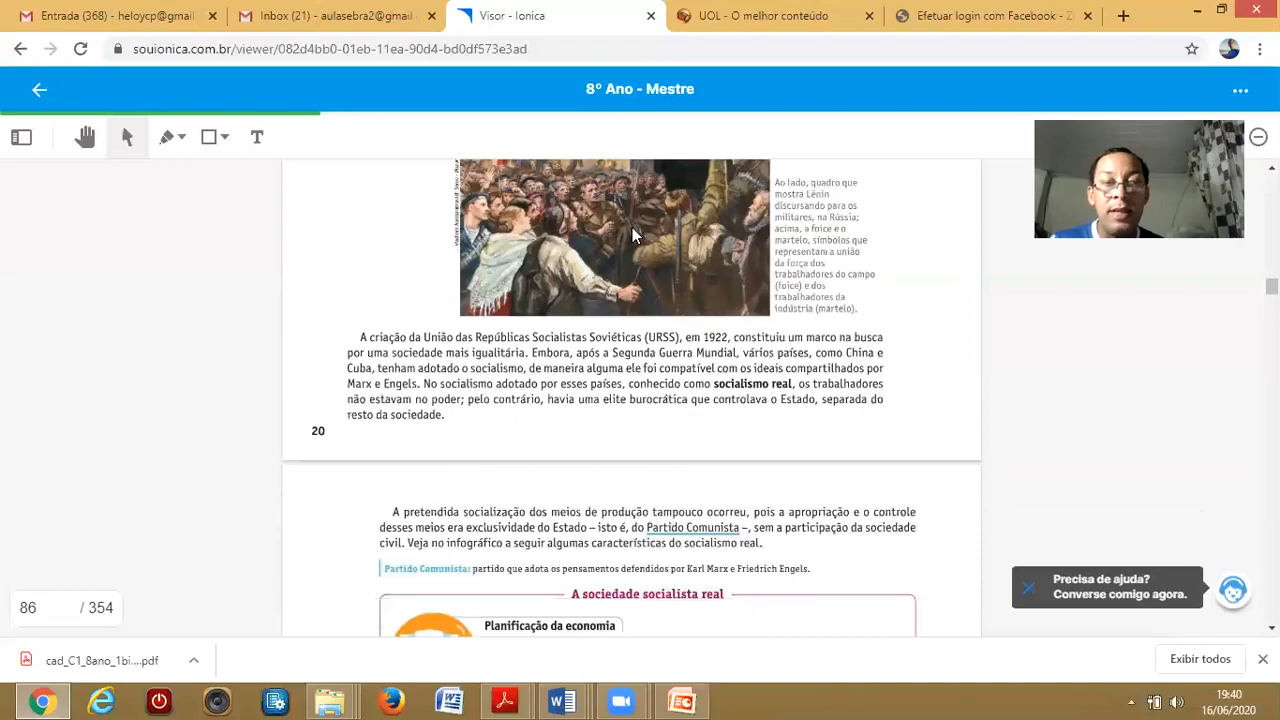 Entrada (368) - heloycp@gmail
Inbox (21) - aulasebra2@gmail
Visor - Ionica
UOL - O melhor conteúdo
Efetuar login com Facebook - Z
souionica.com.br/viewer/082d4bb0-01eb-11ea-90d4-bd0df573e3ad
8º Ano - Mestre
T
Ao lado, quadro que
mostra Lênin
discursando para os
militares, na Rússia;
acima, a foice e o
martelo, símbolos que
representam a união
da força dos
trabalhadores do campo
(foice) e dos
trabalhadores da
indústria (martelo).
A criação da União das Repúblicas Socialistas Soviéticas (URSS), em 1922, constituiu um marco na busca
por uma sociedade mais igualitária. Embora, após a Segunda Guerra Mundial, vários países, como China e
Cuba, tenham adotado o socialismo, de maneira alguma ele foi compatível com os ideais compartilhados por
Marx e Engels. No socialismo adotado por esses países, conhecido como socialismo real, os trabalhadores
não estavam no poder; pelo contrário, havia uma elite burocrática que controlava o Estado, separada do
resto da sociedade.
20
A pretendida socialização dos meios de produção tampouco ocorreu, pois a apropriação e o controle
desses meios era exclusividade do Estado – isto é, do Partido Comunista –, sem a participação da sociedade
civil. Veja no infográfico a seguir algumas características do socialismo real.
Partido Comunista: partido que adota os pensamentos defendidos por Karl Marx e Friedrich Engels.
A sociedade socialista real
Planificação da economia
Precisa de ajuda?
Converse comigo agora.
86 / 354
cad_C1_8ano_1bi....pdf
Exibir todos
19:40
16/06/2020